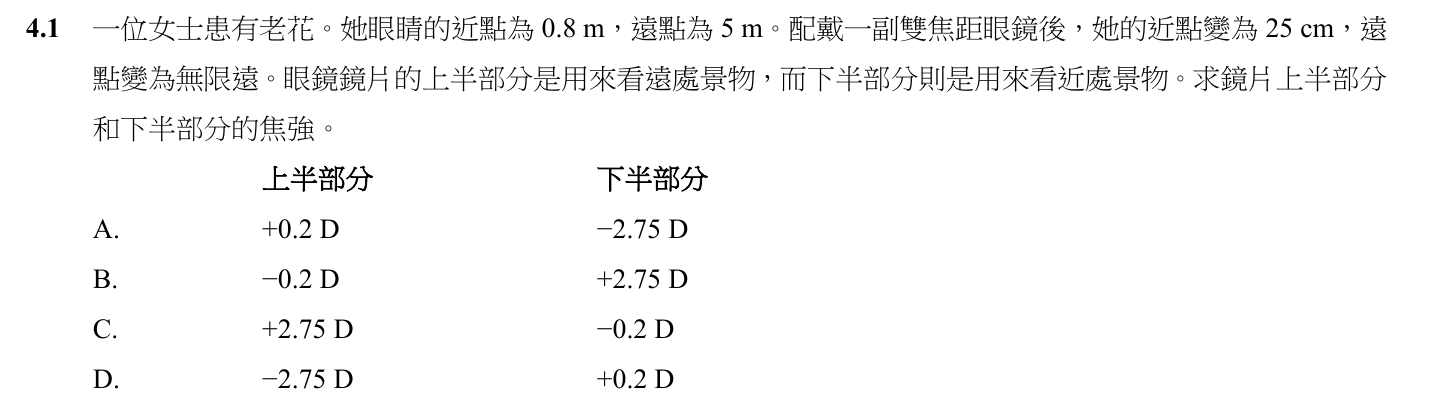 4.1 一位女士患有老花。她眼睛的近點為 0.8 m，遠點為 5 m。配戴一副雙焦距眼鏡後，她的近點變為 25 cm，遠
點變為無限遠。眼鏡鏡片的上半部分是用來看遠處景物，而下半部分則是用來看近處景物。求鏡片上半部分
和下半部分的焦強。
上半部分 下半部分
A. +0.2 D −2.75 D
B. −0.2 D +2.75 D
C. +2.75 D −0.2 D
D. −2.75 D +0.2 D